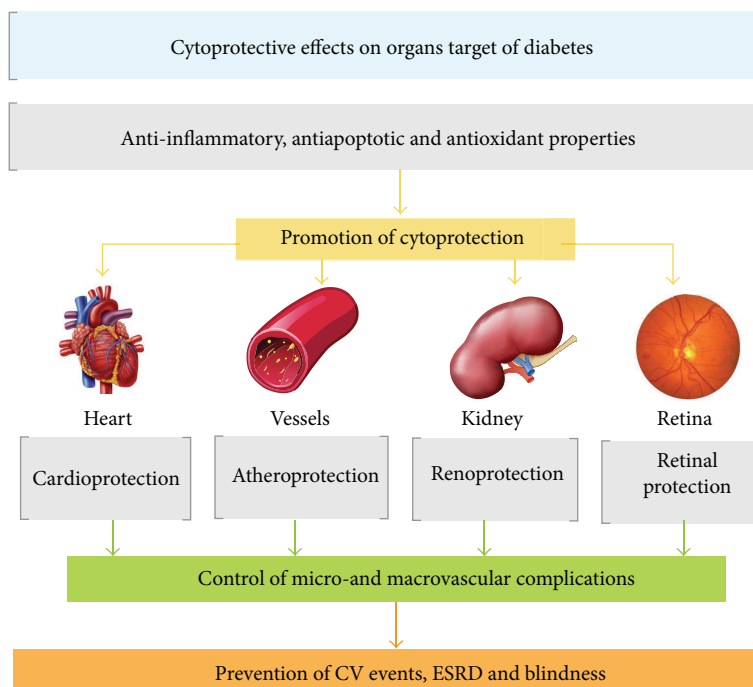 Cytoprotective effects on organs target of diabetes
Anti-inflammatory, antiapoptotic and antioxidant properties
Promotion of cytoprotection
Heart
Vessels
Kidney
Retina
Cardioprotection
Atheroprotection
Renoprotection
Retinal
protection
Control of micro-and macrovascular complications
Prevention of CV events, ESRD and blindness